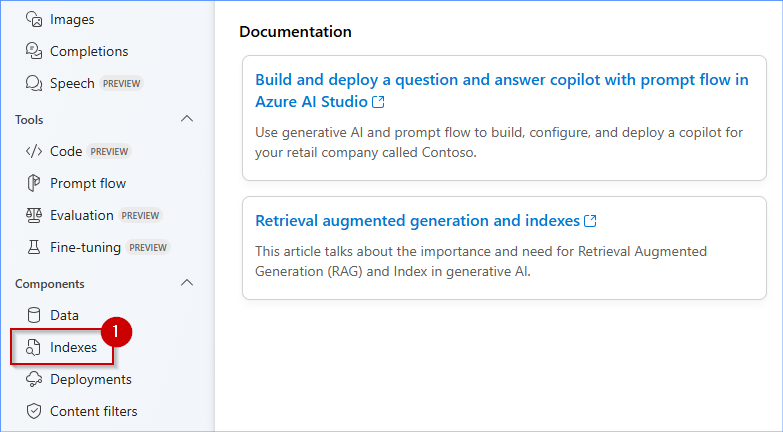 Images
Completions
Speech PREVIEW
Tools
Code PREVIEW
Prompt flow
Evaluation PREVIEW
Fine-tuning PREVIEW
Components
Data
1
Indexes
Deployments
Content filters
Documentation
Build and deploy a question and answer copilot with prompt flow in
Azure AI Studio
Use generative AI and prompt flow to build, configure, and deploy a copilot for
your retail company called Contoso.
Retrieval augmented generation and indexes
This article talks about the importance and need for Retrieval Augmented
Generation (RAG) and Index in generative AI.